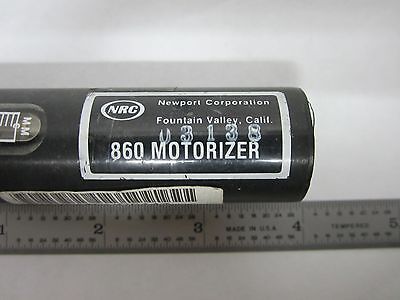 NRC
Newport Corporation
Fountain Valley, Calif.
03138
860 MOTORIZER
MM
1 2 3 4 5
MADE IN U.S.A. TEMPERED